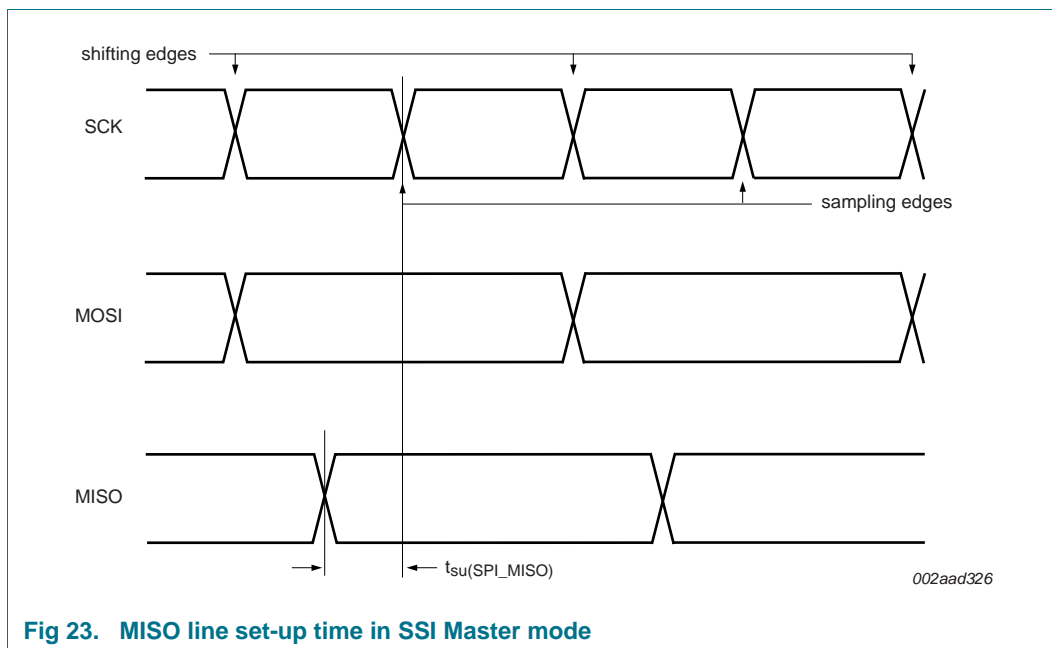 shifting edges
SCK
sampling edges
MOSI
MISO
tsu(SPI_MISO)
002aad326
Fig 23. MISO line set-up time in SSI Master mode